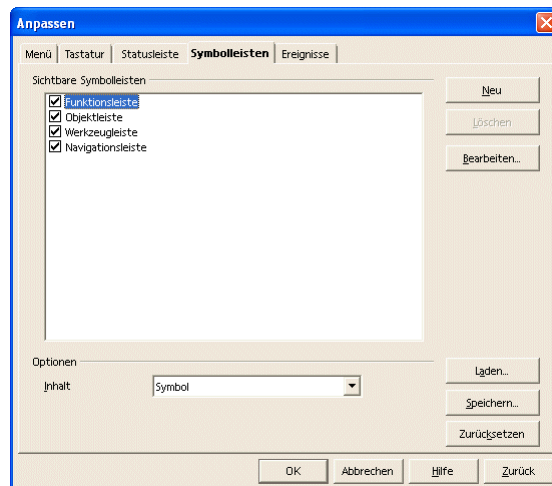 Anpassen
Menü Tastatur Statusleiste Symbolleisten Ereignisse
Sichtbare Symbolleisten
Funktionsleiste
Objektleiste
Werkzeugleiste
Navigationsleiste
Neu
Löschen
Bearbeiten...
Optionen
Inhalt Symbol
Laden...
Speichern...
Zurücksetzen
OK Abbrechen Hilfe Zurück